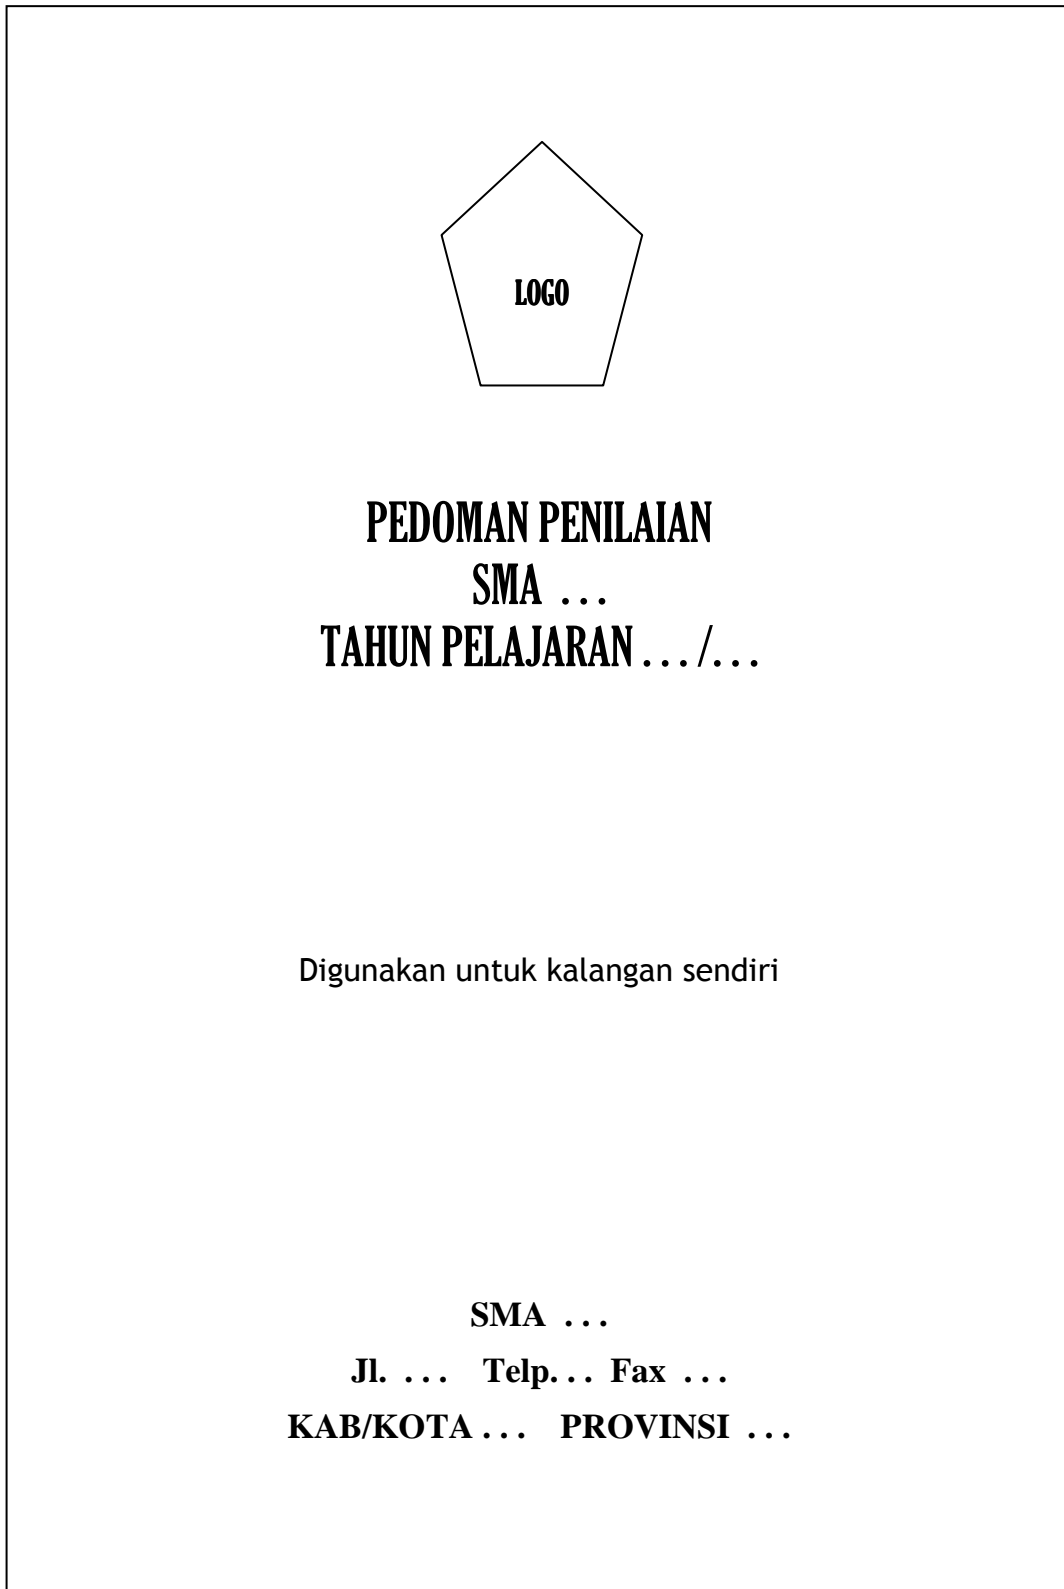 LOGO
PEDOMAN PENILAIAN
SMA ...
TAHUN PELAJARAN . . . /. . .
Digunakan untuk kalangan sendiri
SMA . . .
Jl. . . . Telp. . . Fax . . .
KAB/KOTA . . . PROVINSI . . .